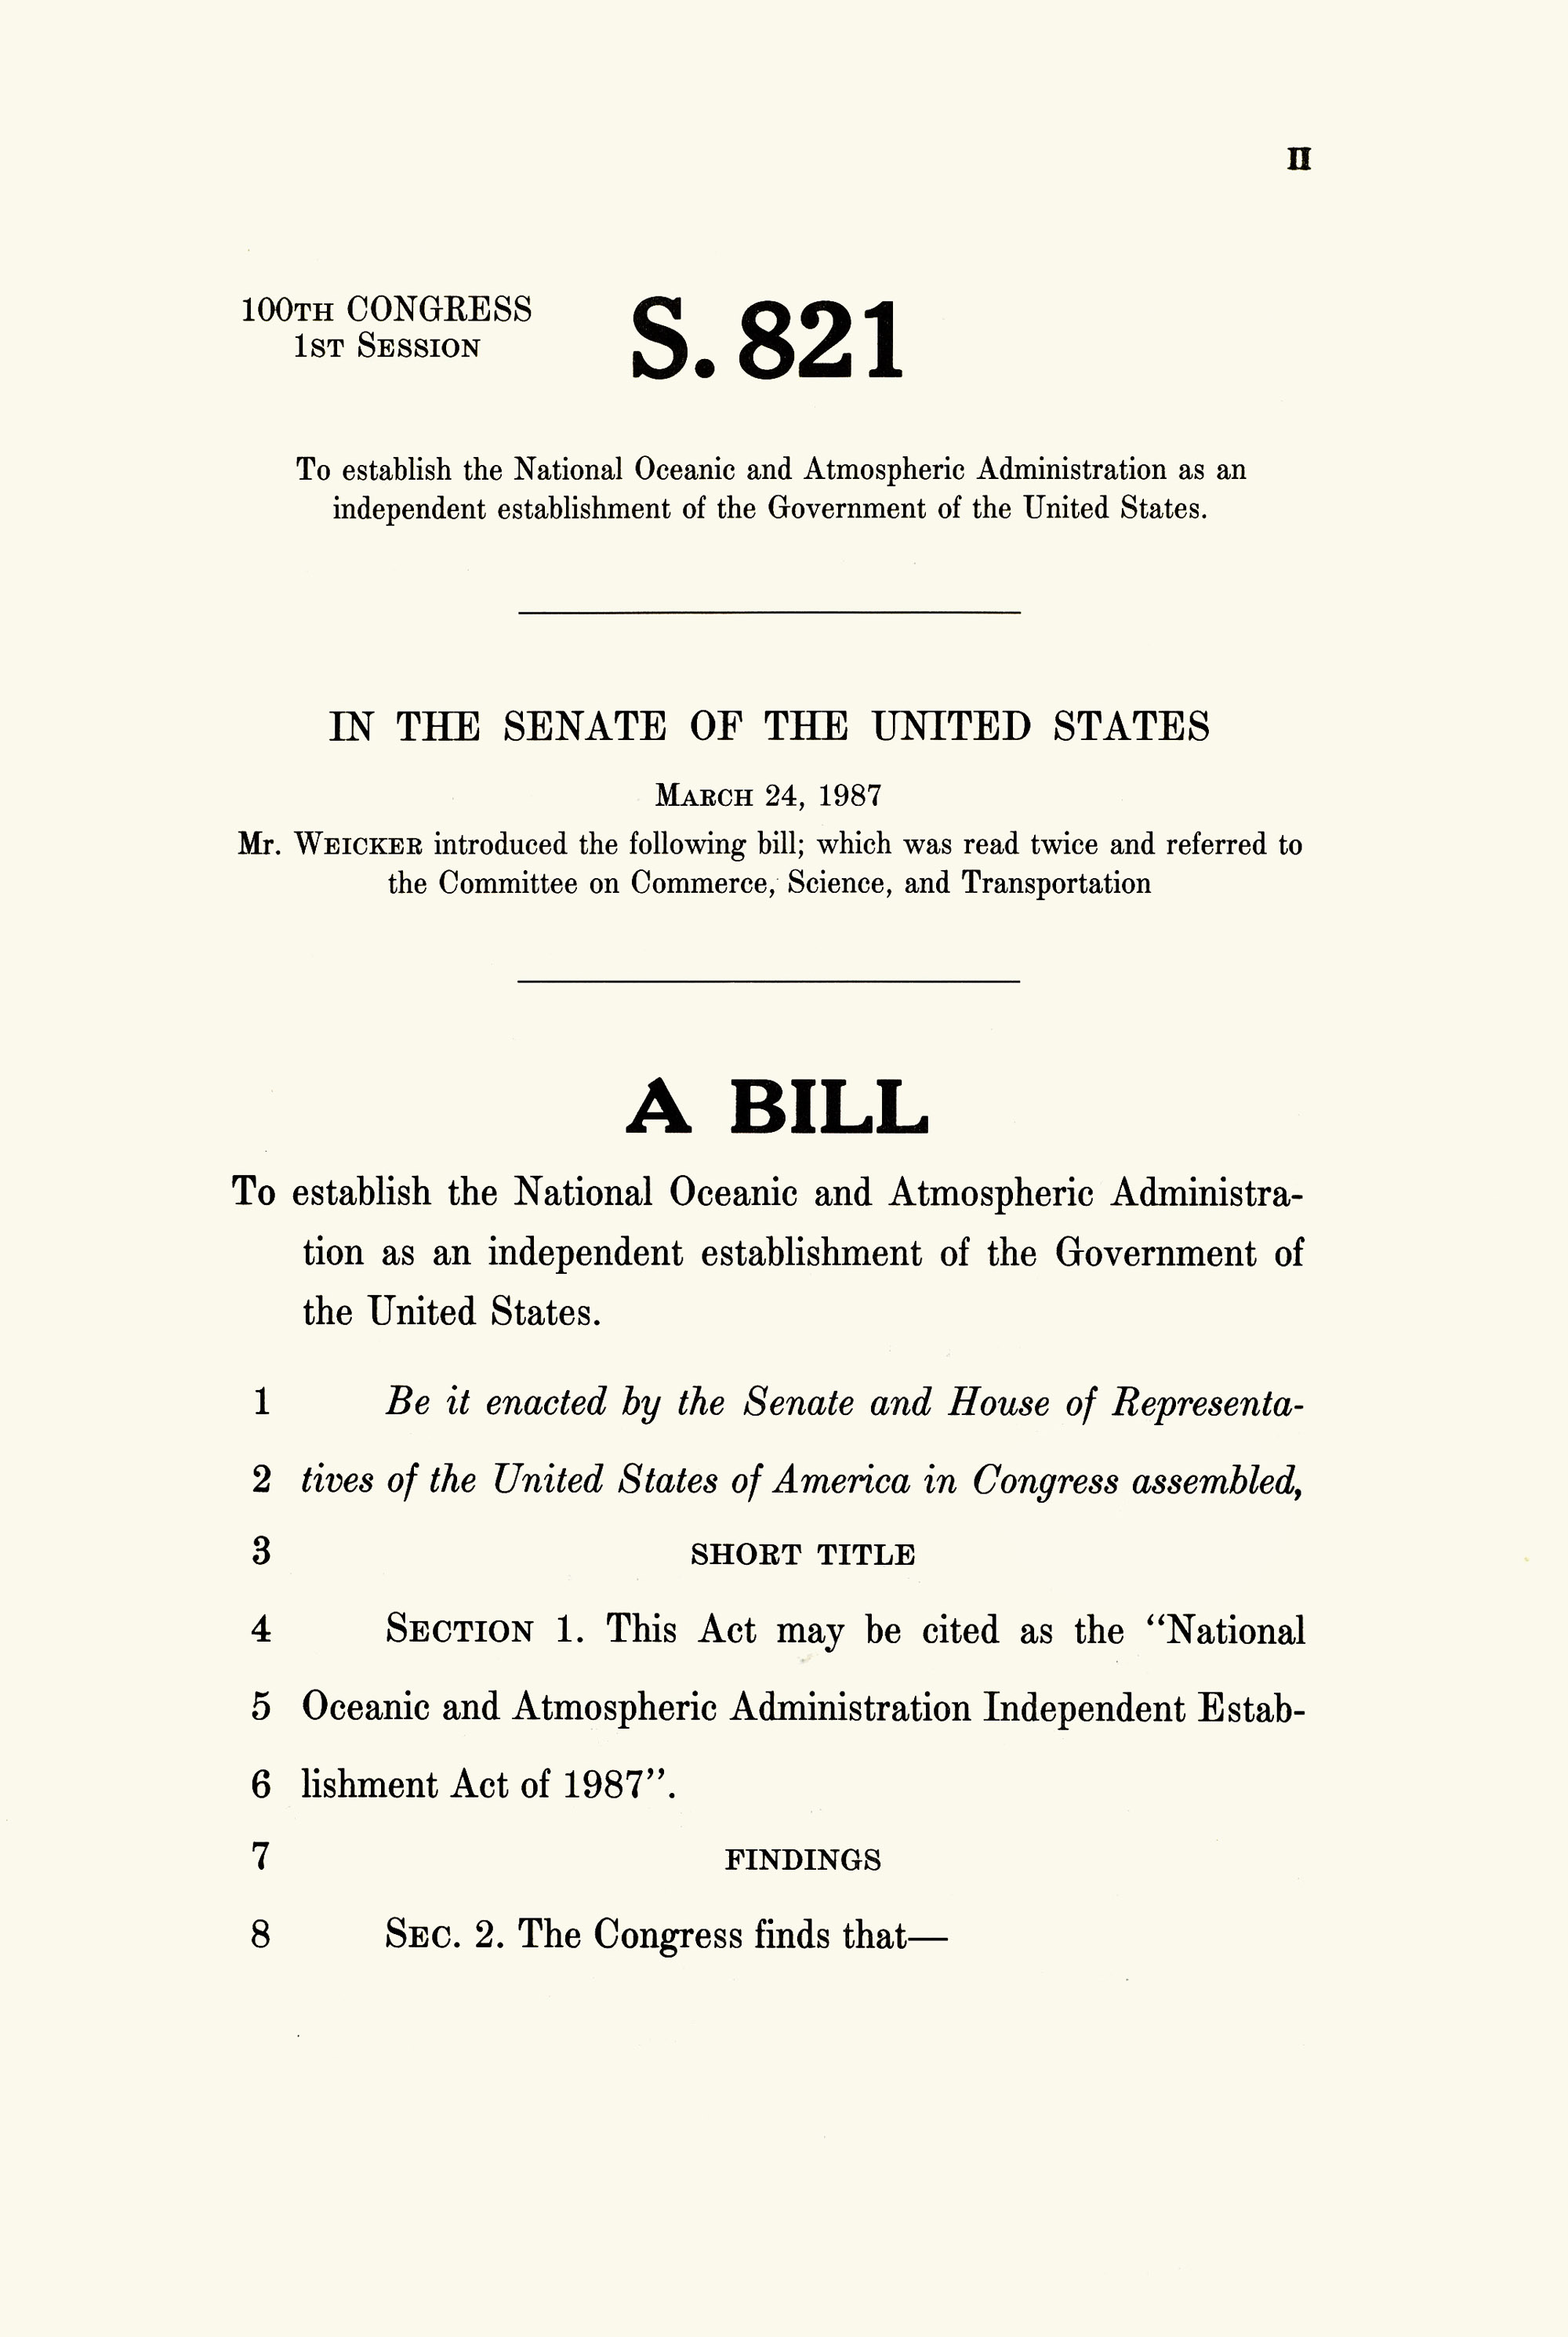 II
100TH CONGRESS
1ST SESSION
S. 821
To establish the National Oceanic and Atmospheric Administration as an
independent establishment of the Government of the United States.
IN THE SENATE OF THE UNITED STATES
MARCH 24, 1987
Mr. WEICKER introduced the following bill; which was read twice and referred to
the Committee on Commerce, Science, and Transportation
A BILL
To establish the National Oceanic and Atmospheric Administra-
tion as an independent establishment of the Government of
the United States.
1 Be it enacted by the Senate and House of Representa-
2 tives of the United States of America in Congress assembled,
3 SHORT TITLE
4 SECTION 1. This Act may be cited as the “National
5 Oceanic and Atmospheric Administration Independent Estab-
6 lishment Act of 1987”.
7 FINDINGS
8 SEC. 2. The Congress finds that—